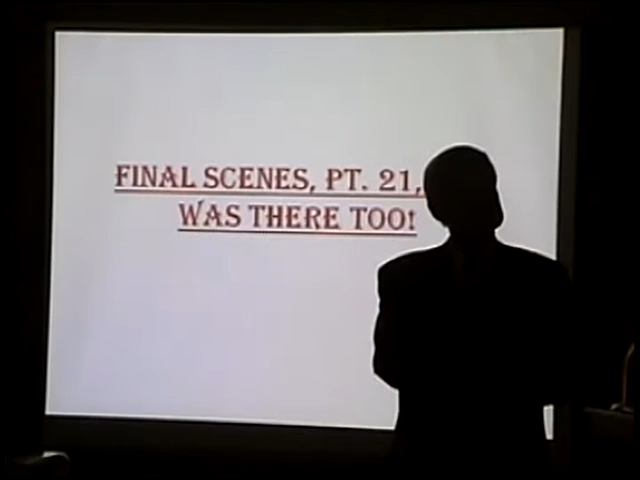 FINAL SCENES, PT. 21,
WAS THERE TOO!